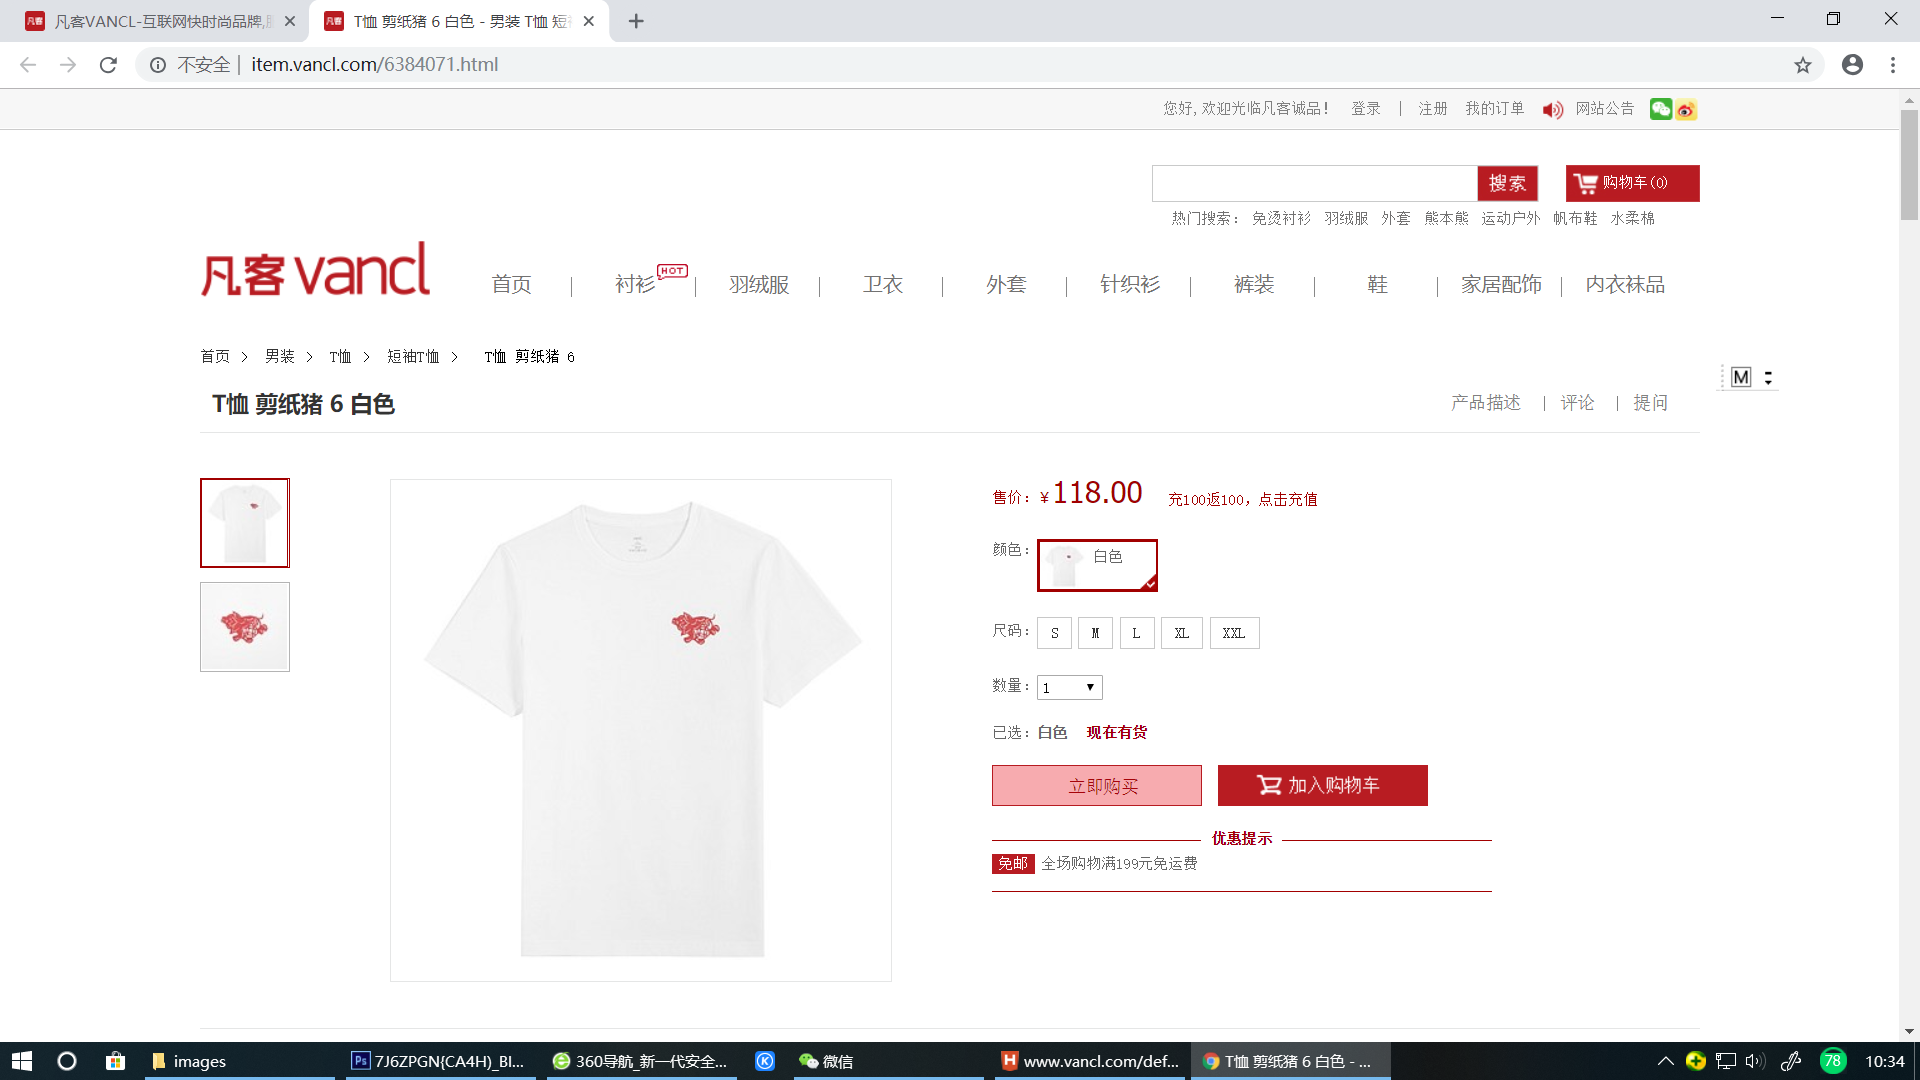 凡客VANCL-互联网快时尚品牌,
T恤 剪纸猪 6 白色 - 男装 T恤 短
不安全 | item.vancl.com/6384071.html
您好, 欢迎光临凡客诚品！ 登录 | 注册 我的订单 网站公告
搜索 购物车(0)
热门搜索： 免烫衬衫 羽绒服 外套 熊本熊 运动户外 帆布鞋 水柔棉
凡客 vancl
首页 | 衬衫 HOT | 羽绒服 | 卫衣 | 外套 | 针织衫 | 裤装 | 鞋 | 家居配饰 | 内衣袜品
首页 > 男装 > T恤 > 短袖T恤 > T恤 剪纸猪 6
M
T恤 剪纸猪 6 白色
产品描述 | 评论 | 提问
售价：￥118.00 充100返100，点击充值
颜色： 白色
尺码： S M L XL XXL
数量： 1
已选：白色 现在有货
立即购买 加入购物车
优惠提示
免邮 全场购物满199元免运费
images
Ps 7J6ZPGN{CA4H)_BI...
360导航_新一代安全...
K
微信
H www.vancl.com/def...
T恤 剪纸猪 6 白色 - ...
78
10:34